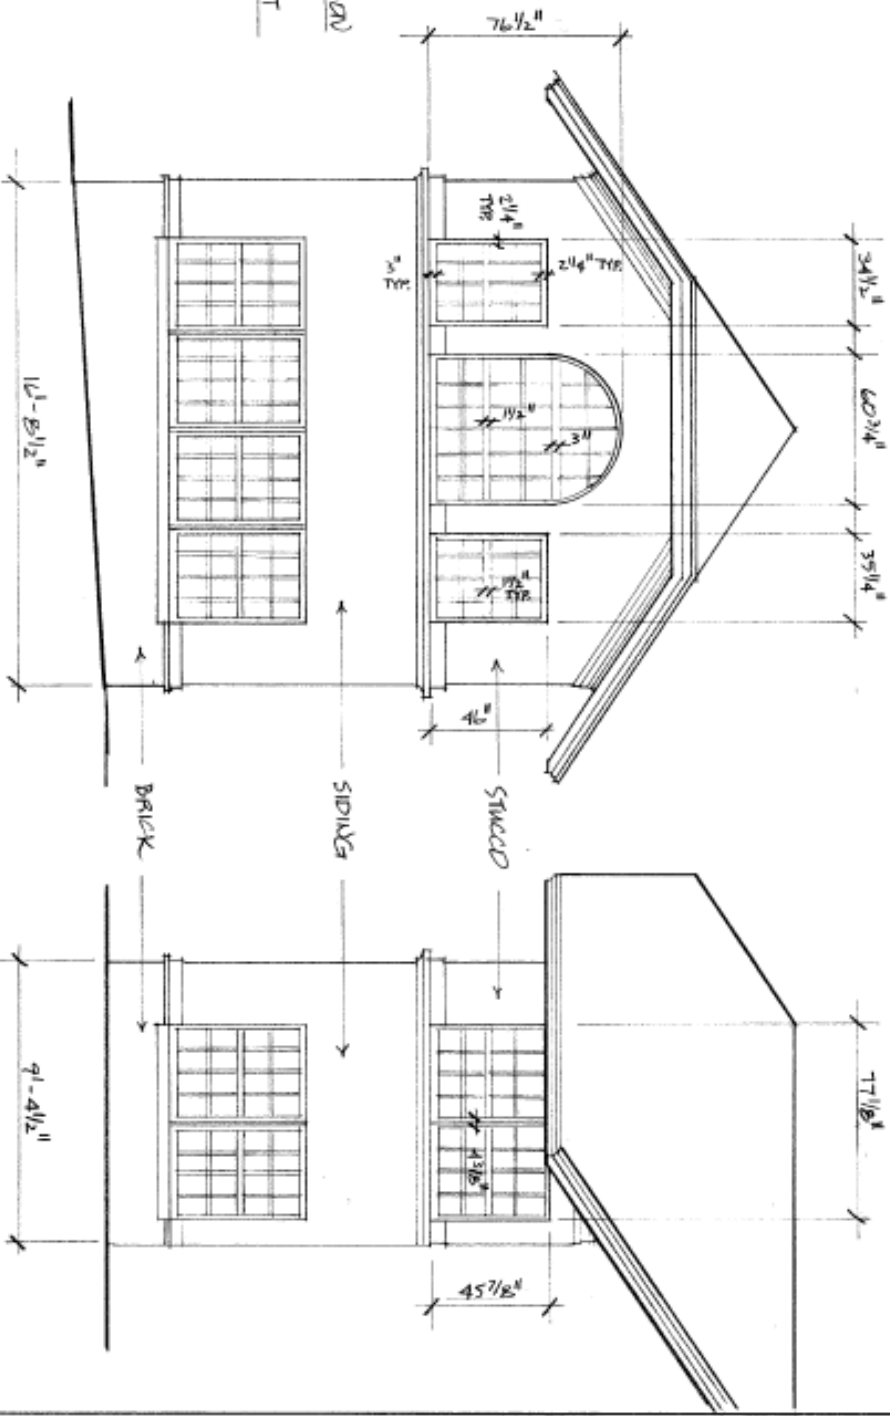 ON
T
76 1/2"
34 1/2"
60 3/4"
35 1/4"
2 1/4"
TYP.
2 1/4" TYP.
3"
TYP.
1 1/2"
3"
1 1/2"
TYP.
46"
16'-8 1/2"
STUCCO
SIDING
BRICK
77 1/8"
4 3/8"
45 7/8"
9'-4 1/2"